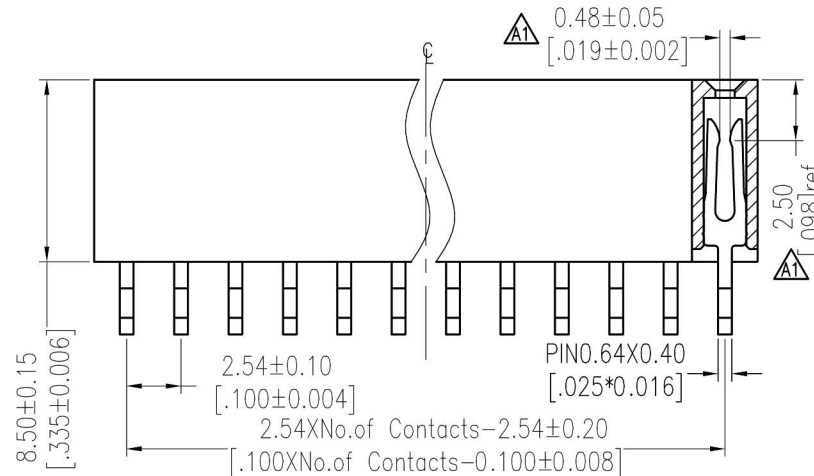 A1
0.48±0.05
[.019±0.002]
℄
2.50
[.098]ref
A1
8.50±0.15
[.335±0.006]
2.54±0.10
[.100±0.004]
PIN0.64X0.40
[.025*0.016]
2.54XNo.of Contacts-2.54±0.20
[.100XNo.of Contacts-0.100±0.008]